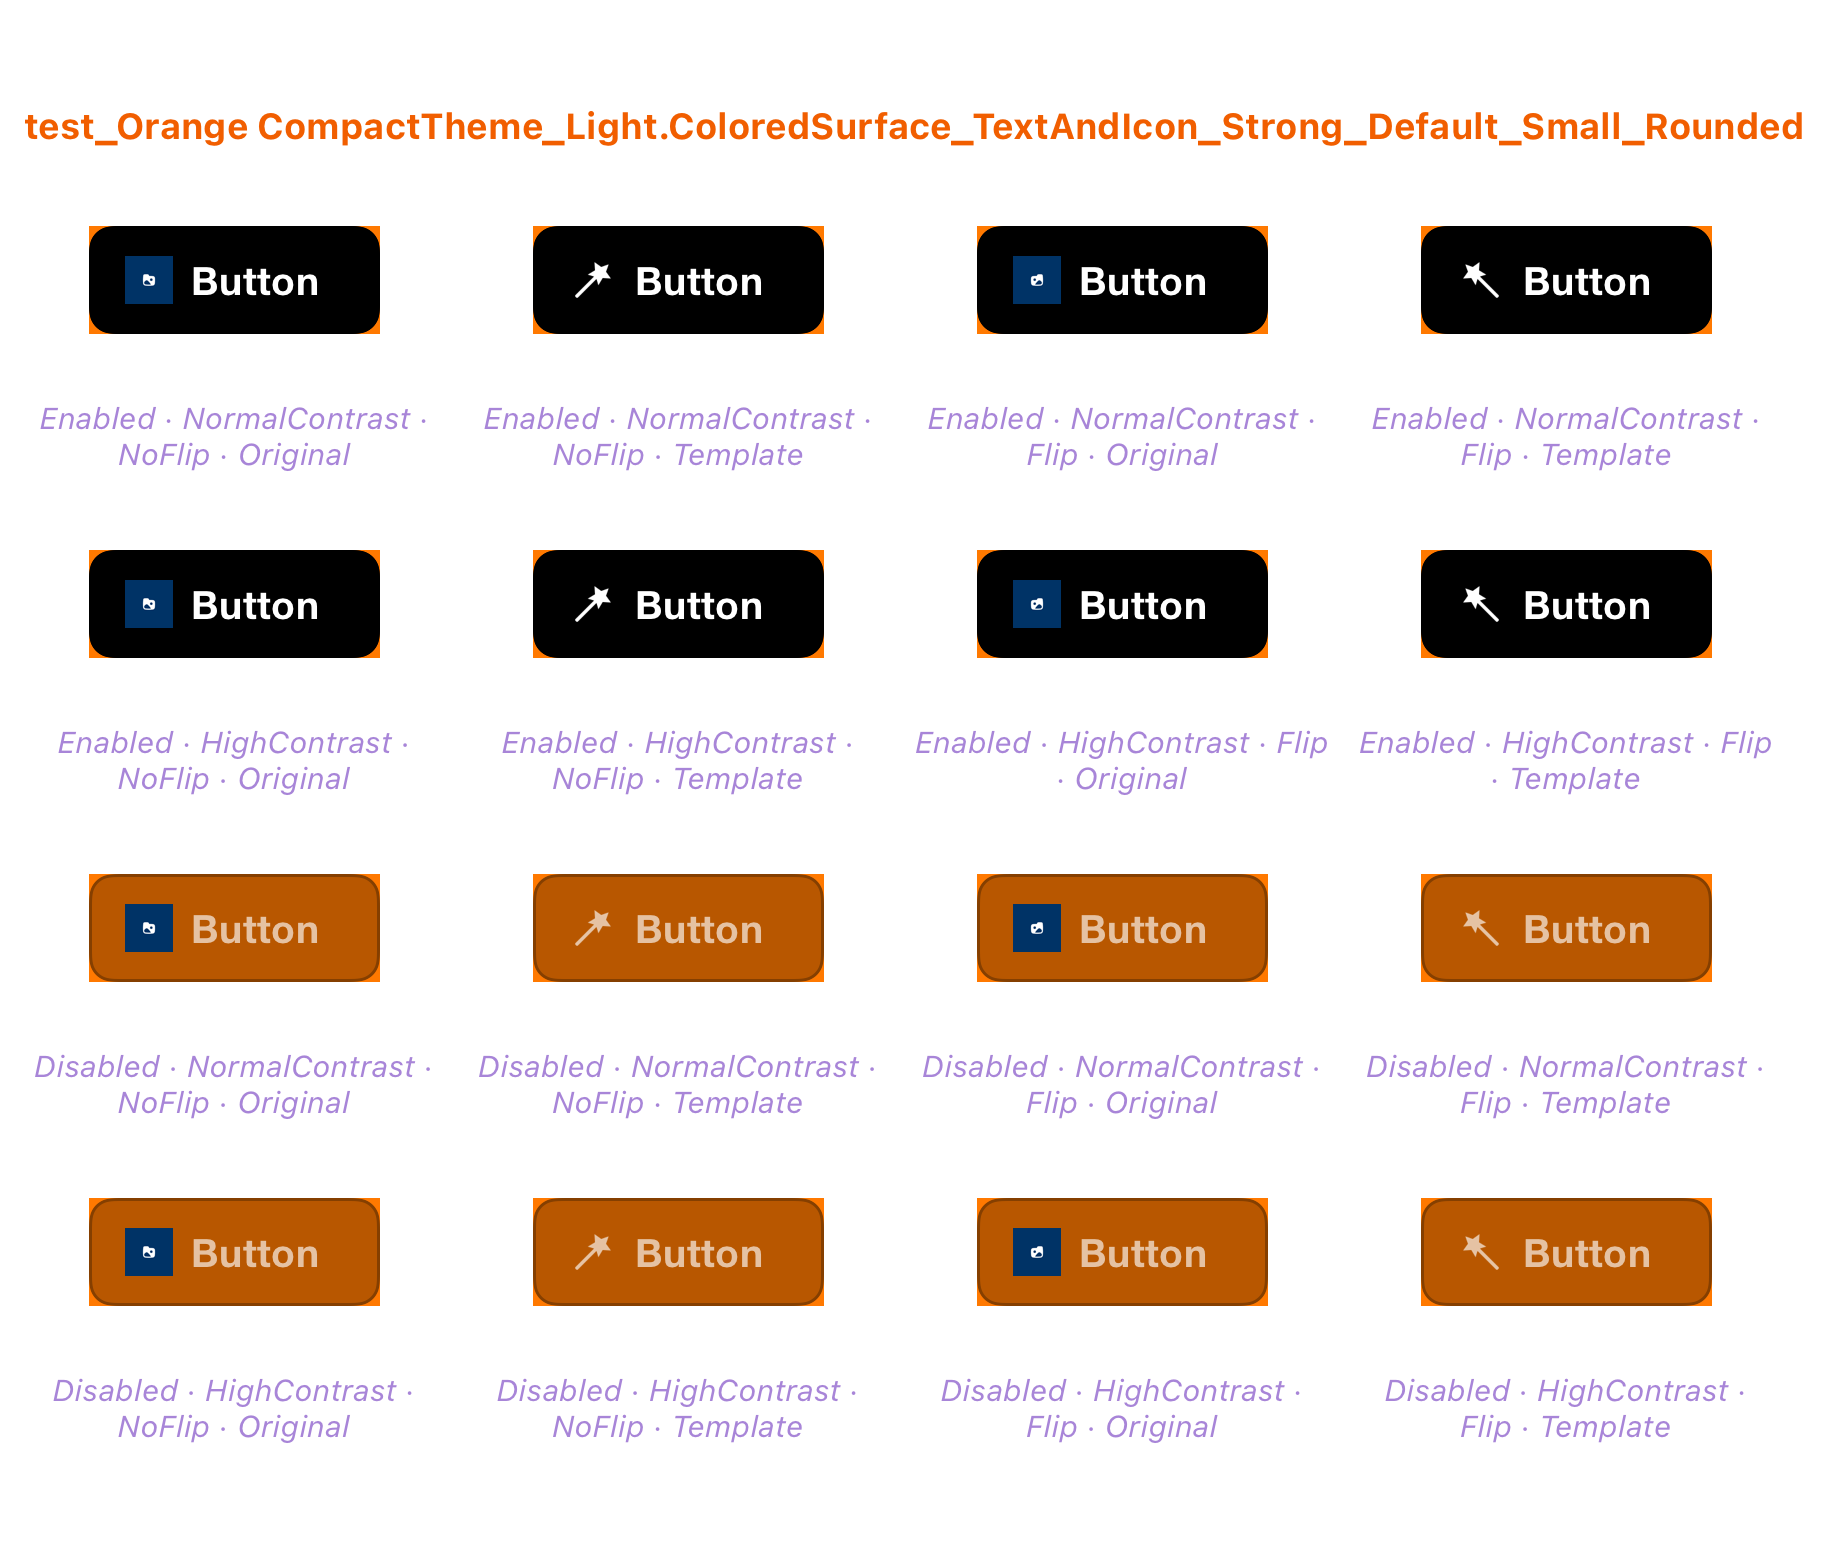 test_Orange CompactTheme_Light.ColoredSurface_TextAndIcon_Strong_Default_Small_Rounded
Button Button Button Button
Enabled · NormalContrast · Enabled · NormalContrast · Enabled · NormalContrast · Enabled · NormalContrast ·
NoFlip · Original NoFlip · Template Flip · Original Flip · Template
Button Button Button Button
Enabled · HighContrast · Enabled · HighContrast · Enabled · HighContrast · Flip Enabled · HighContrast · Flip
NoFlip · Original NoFlip · Template · Original · Template
Button Button Button Button
Disabled · NormalContrast · Disabled · NormalContrast · Disabled · NormalContrast · Disabled · NormalContrast ·
NoFlip · Original NoFlip · Template Flip · Original Flip · Template
Button Button Button Button
Disabled · HighContrast · Disabled · HighContrast · Disabled · HighContrast · Disabled · HighContrast ·
NoFlip · Original NoFlip · Template Flip · Original Flip · Template